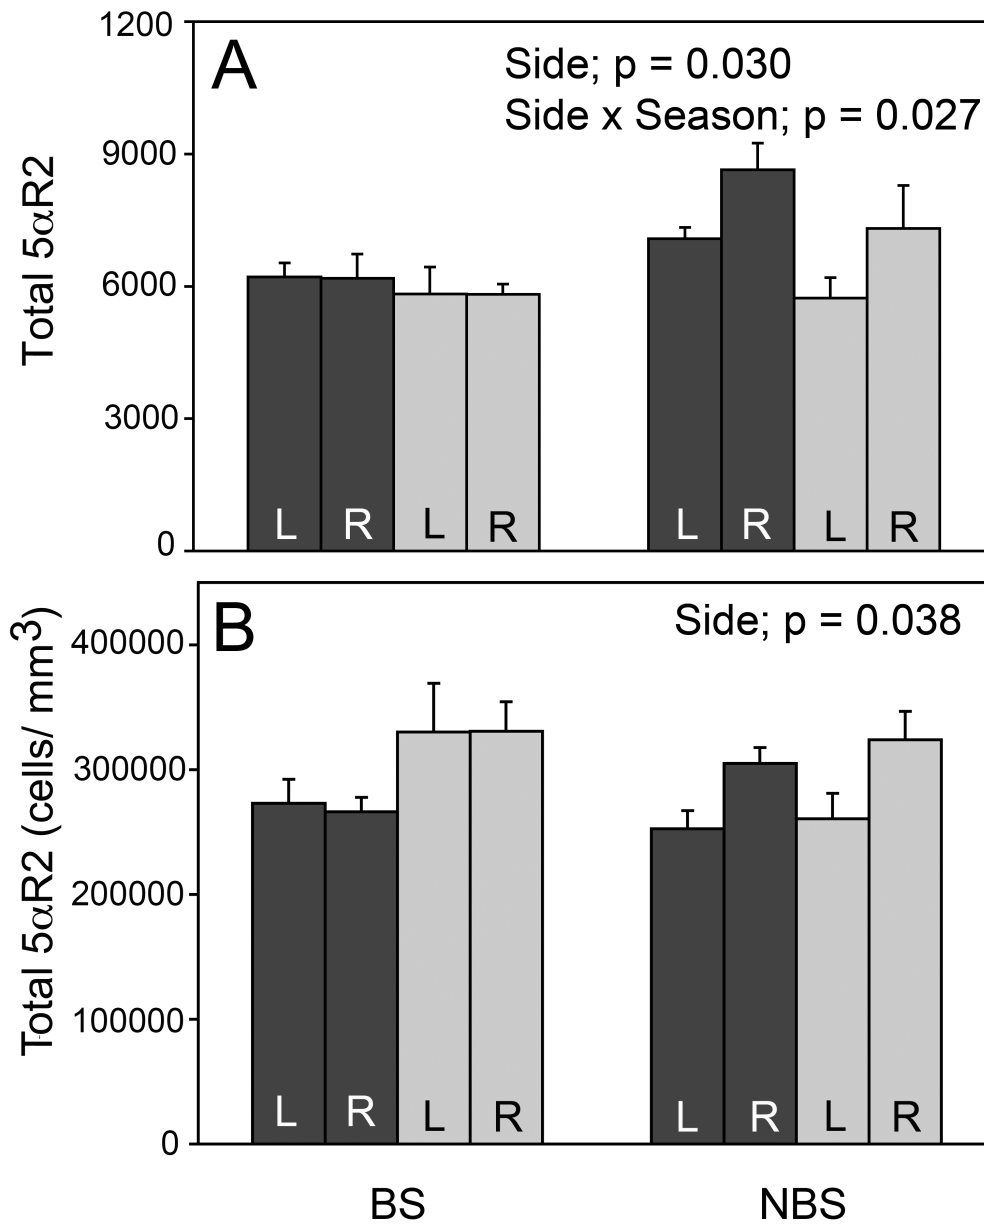 1200
A
Side; p = 0.030
Side x Season; p = 0.027
9000
6000
3000
0
Total 5αR2
L R L R L R L R
B
Side; p = 0.038
400000
300000
200000
100000
0
Total 5αR2 (cells/ mm3)
L R L R L R L R
BS NBS